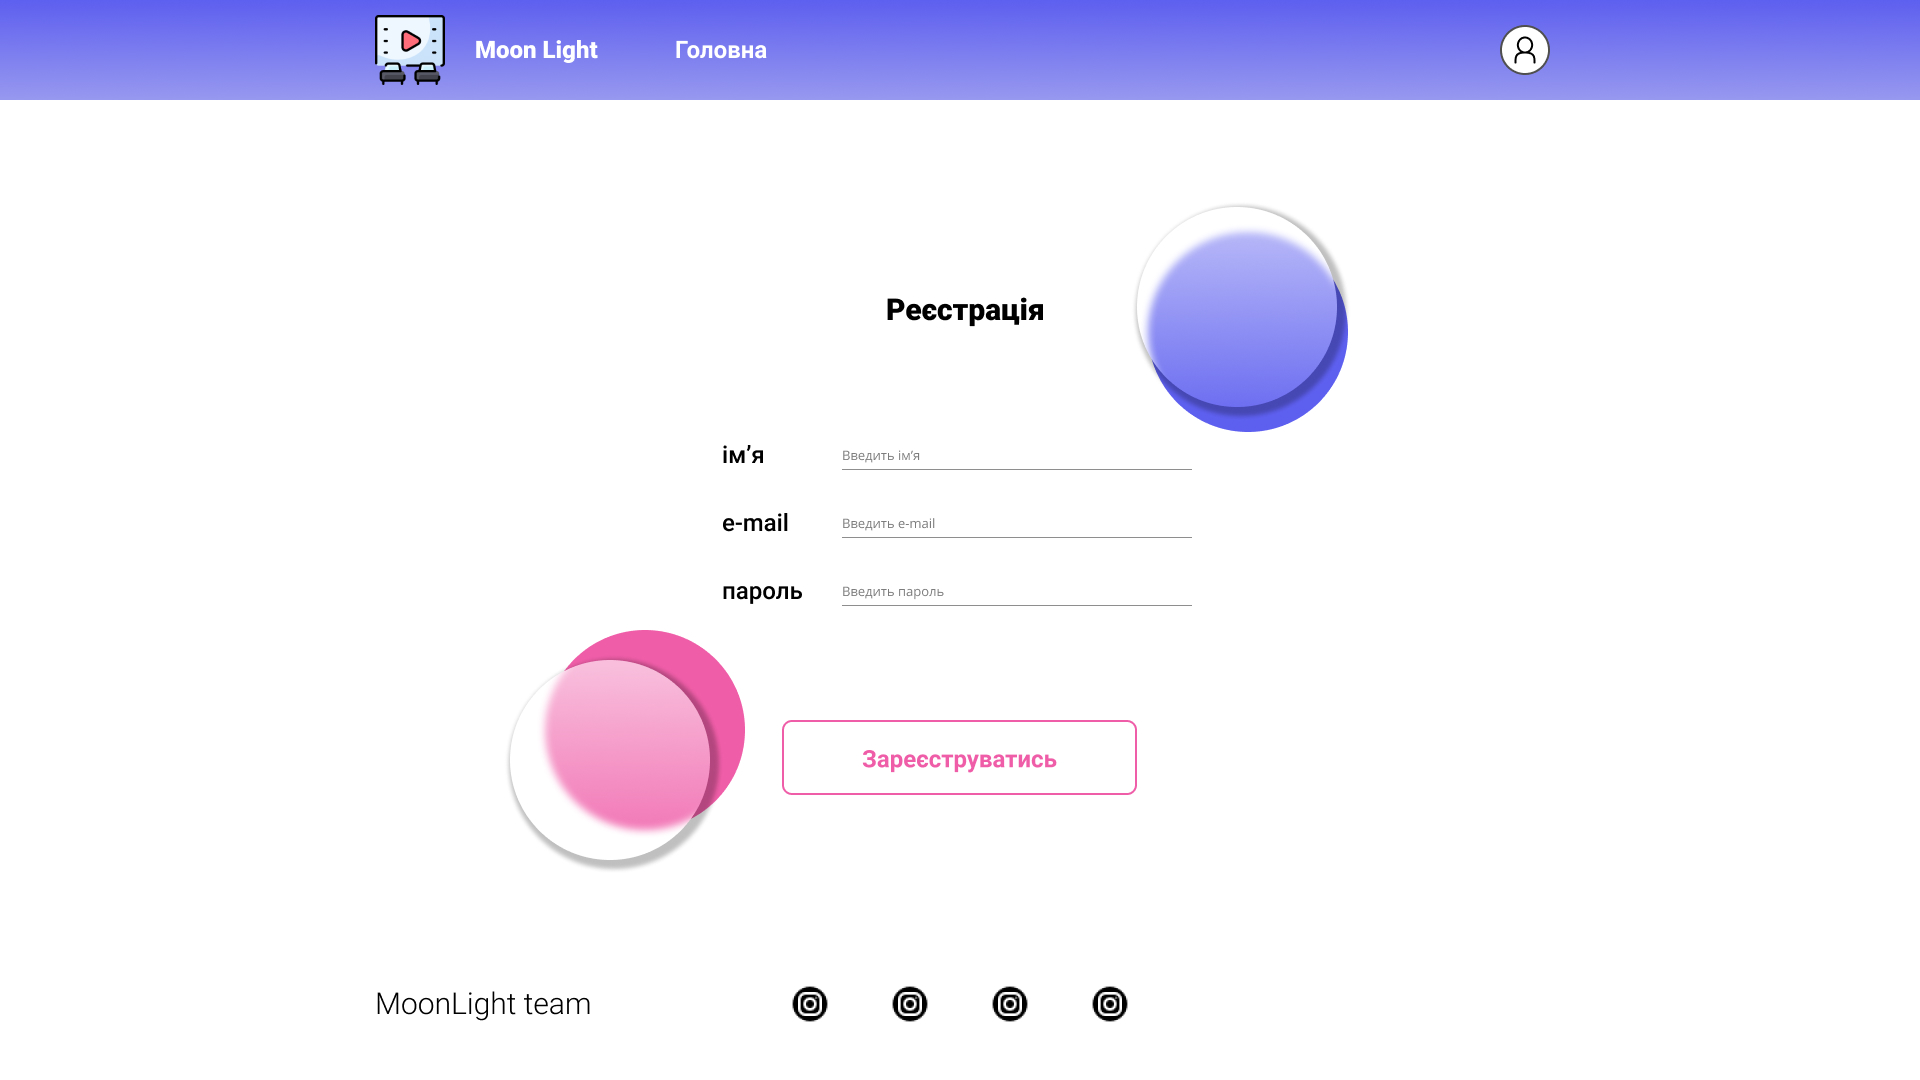 Moon Light
Головна
Реєстрація
ім’я
Введить ім’я
e-mail
Введить e-mail
пароль
Введить пароль
Зареєструватись
MoonLight team